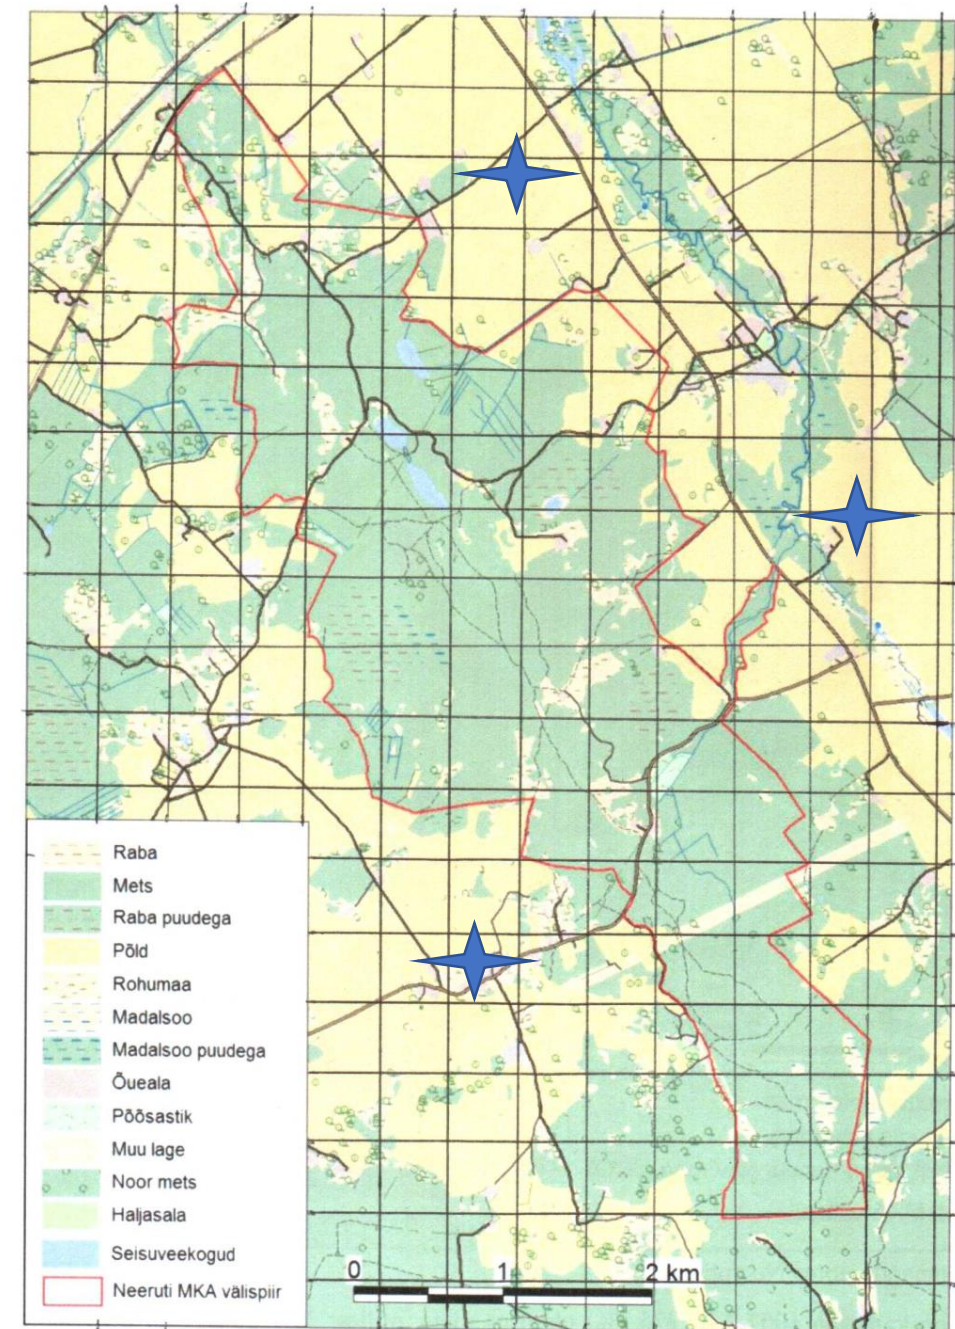 Raba
Mets
Raba puudega
Põld
Rohumaa
Madalsoo
Madalsoo puudega
Õueala
Põõsastik
Muu lage
Noor mets
Haljasala
Seisuveekogud
Neeruti MKA välispiir
0 1 2 km